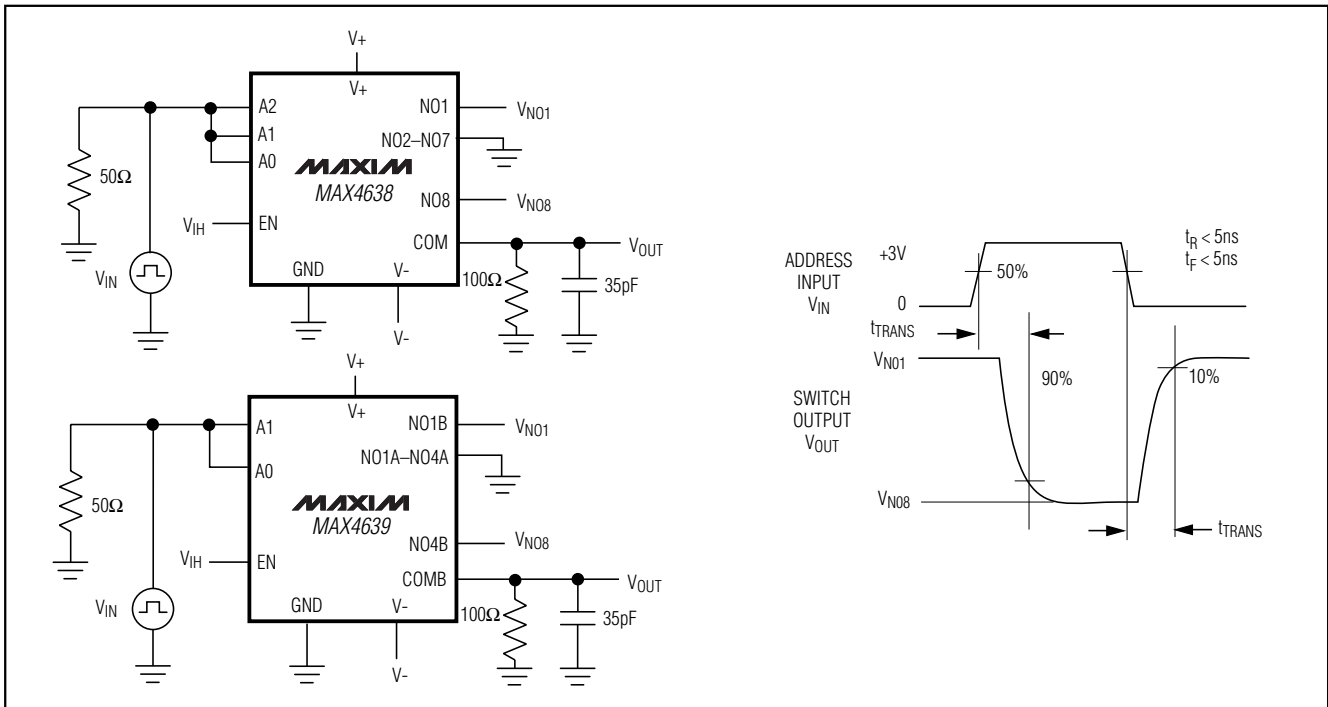 V+
V+
A2
A1
A0
50Ω
VIH
EN
VIN
GND
V-
V-
MAXIM
MAX4638
NO1
VNO1
NO2–NO7
NO8
VNO8
COM
VOUT
100Ω
35pF
V+
V+
A1
A0
50Ω
VIH
EN
VIN
GND
V-
V-
MAXIM
MAX4639
NO1B
VNO1
NO1A–NO4A
NO4B
VNO8
COMB
VOUT
100Ω
35pF
ADDRESS
INPUT
VIN
+3V
0
50%
tR < 5ns
tF < 5ns
tTRANS
VNO1
90%
10%
SWITCH
OUTPUT
VOUT
VNO8
tTRANS